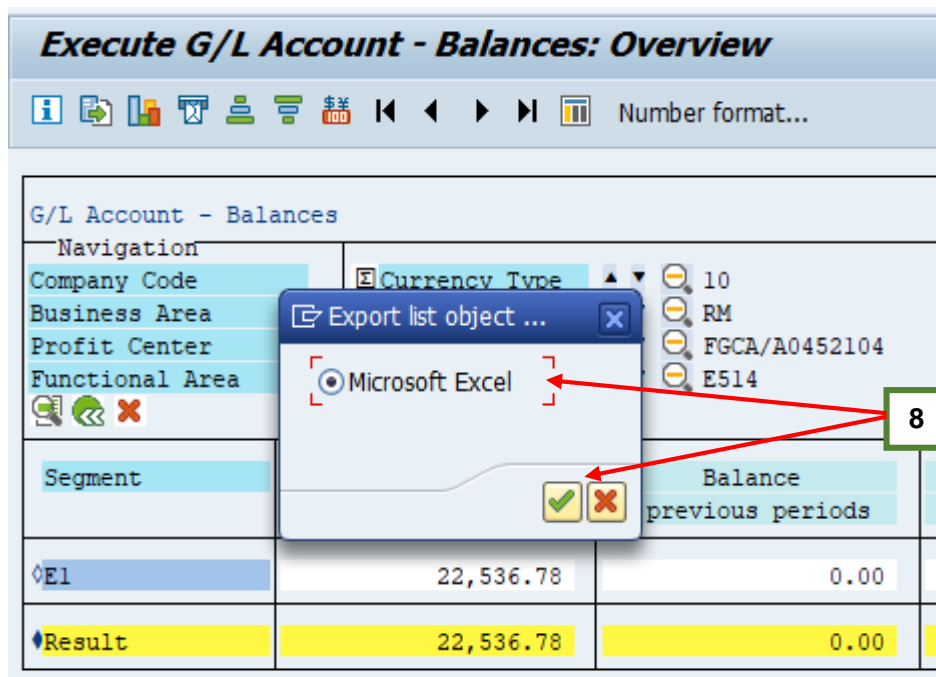 Execute G/L Account - Balances: Overview
Number format...
G/L Account - Balances
Navigation
Company Code
Currency Type 10
Business Area
RM
Profit Center
FGCA/A0452104
Functional Area
E514
Export list object ...
Microsoft Excel
8
Segment
Balance
previous periods
E1 22,536.78 0.00
Result 22,536.78 0.00